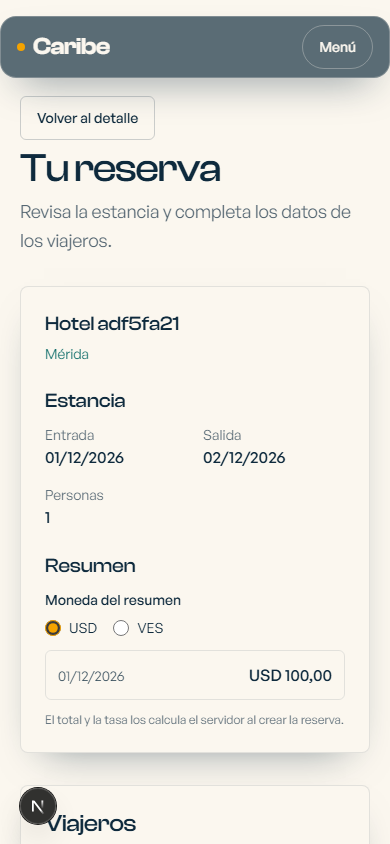 Caribe
Menú
Volver al detalle
Tu reserva
Revisa la estancia y completa los datos de
los viajeros.
Hotel adf5fa21
Mérida
Estancia
Entrada
Salida
01/12/2026
02/12/2026
Personas
1
Resumen
Moneda del resumen
USD
VES
01/12/2026
USD 100,00
El total y la tasa los calcula el servidor al crear la reserva.
N
Viajeros